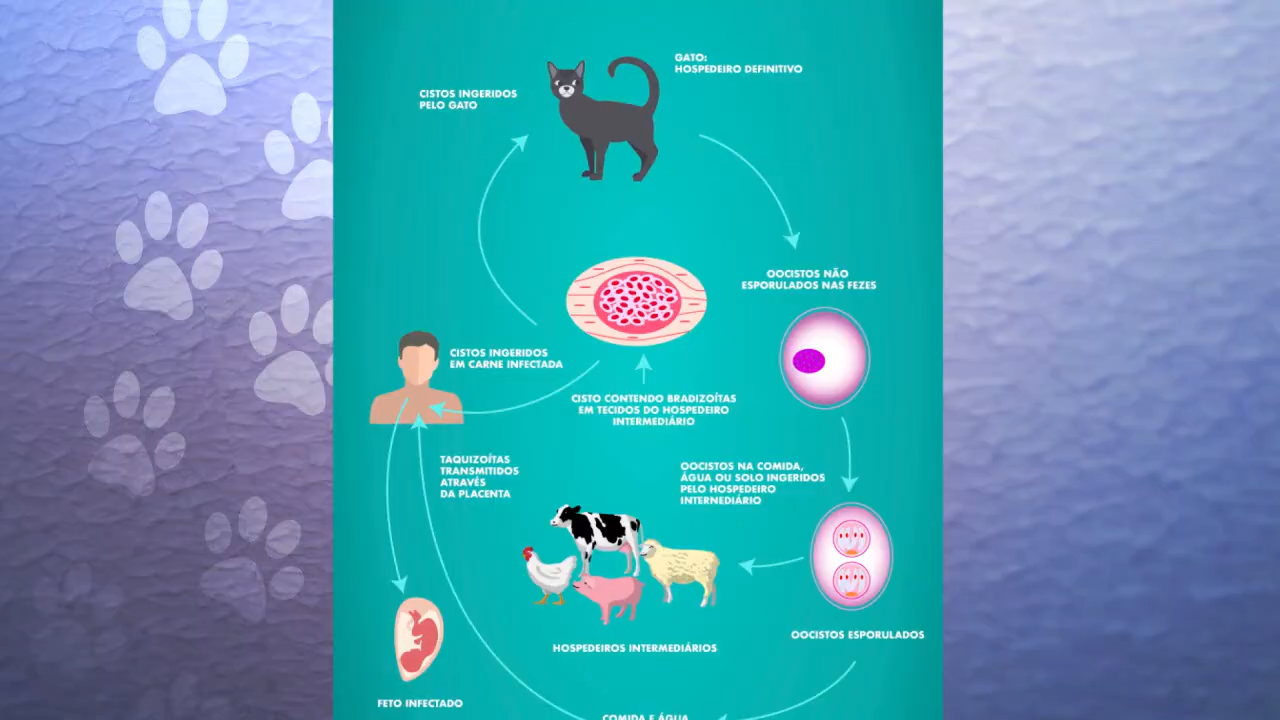 GATO:
HOSPEDEIRO DEFINITIVO
CISTOS INGERIDOS
PELO GATO
OOCISTOS NÃO
ESPORULADOS NAS FEZES
CISTOS INGERIDOS
EM CARNE INFECTADA
CISTO CONTENDO BRADIZOÍTAS
EM TECIDOS DO HOSPEDEIRO
INTERMEDIÁRIO
TAQUIZOÍTAS
TRANSMITIDOS
ATRAVÉS
DA PLACENTA
OOCISTOS NA COMIDA,
ÁGUA OU SOLO INGERIDOS
PELO HOSPEDEIRO
INTERNEDIÁRIO
OOCISTOS ESPORULADOS
HOSPEDEIROS INTERMEDIÁRIOS
FETO INFECTADO
COMIDA E ÁGUA